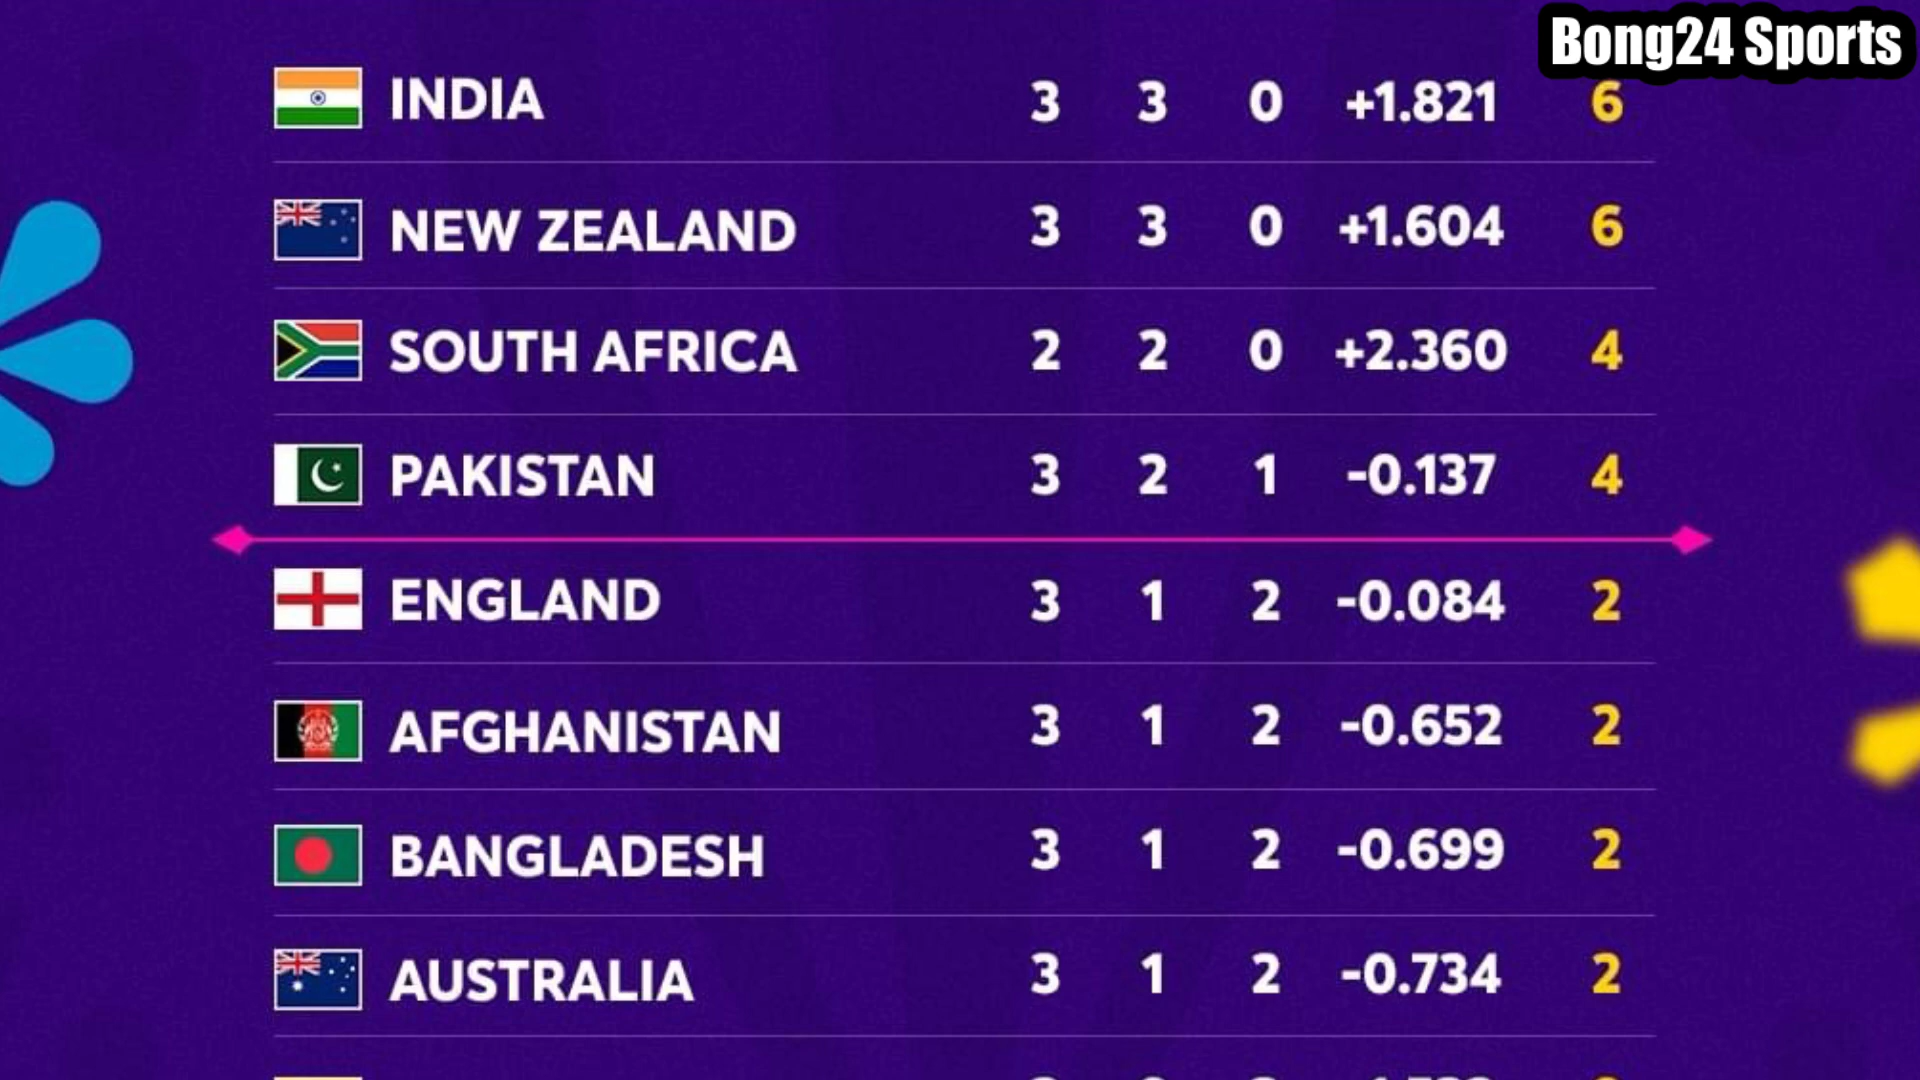 Bong24 Sports
INDIA 3 3 0 +1.821 6
NEW ZEALAND 3 3 0 +1.604 6
SOUTH AFRICA 2 2 0 +2.360 4
PAKISTAN 3 2 1 -0.137 4
ENGLAND 3 1 2 -0.084 2
AFGHANISTAN 3 1 2 -0.652 2
BANGLADESH 3 1 2 -0.699 2
AUSTRALIA 3 1 2 -0.734 2